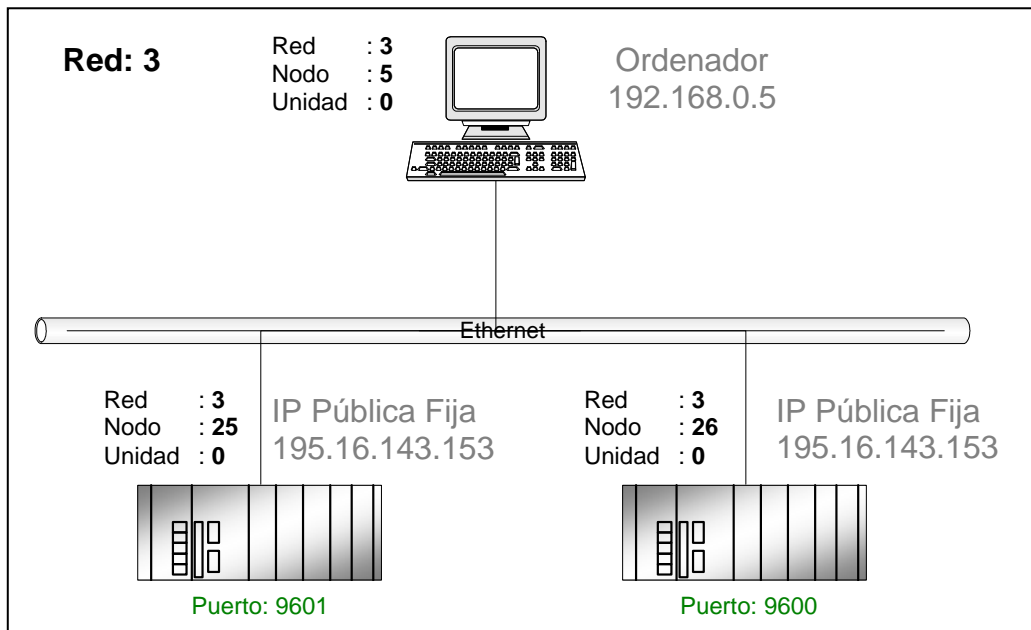 Red: 3
Red : 3
Nodo : 5
Unidad : 0
Ordenador
192.168.0.5
Ethernet
Red : 3
Nodo : 25
Unidad : 0
IP Pública Fija
195.16.143.153
Red : 3
Nodo : 26
Unidad : 0
IP Pública Fija
195.16.143.153
Puerto: 9601
Puerto: 9600